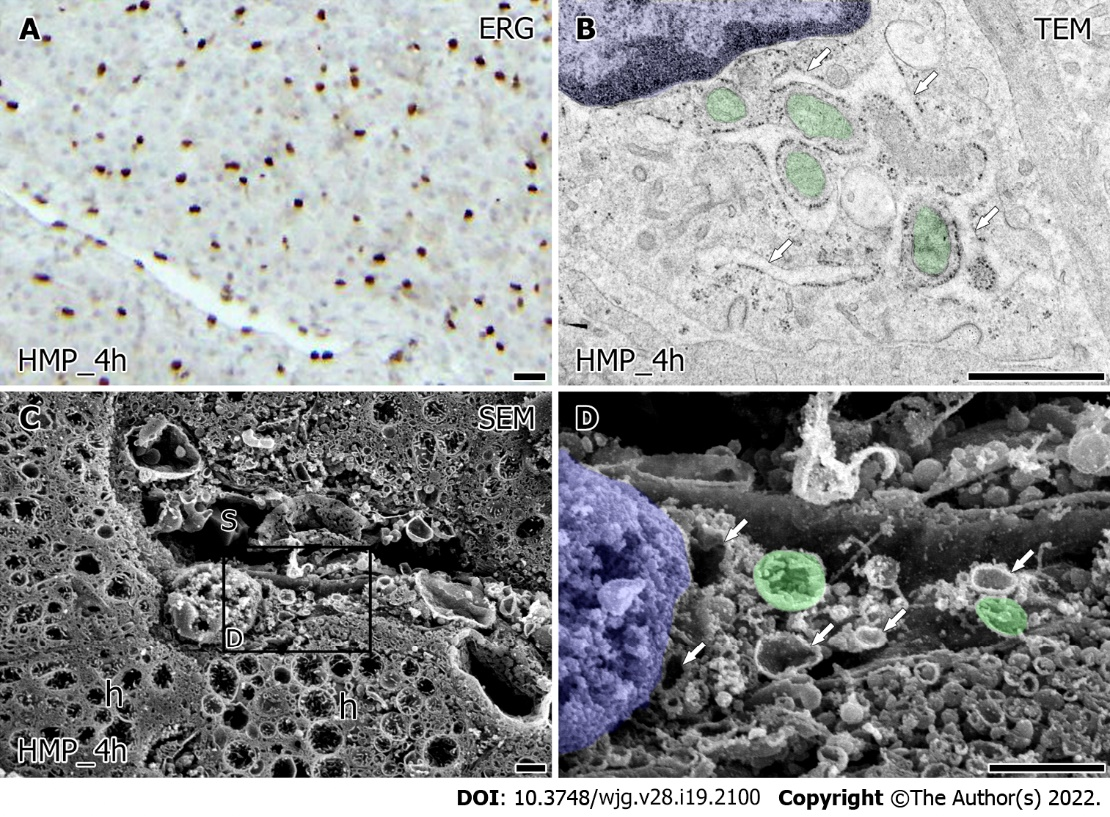 A ERG
HMP_4h
B TEM
HMP_4h
C SEM
S
D
h h
HMP_4h
D
DOI: 10.3748/wjg.v28.i19.2100 Copyright ©The Author(s) 2022.